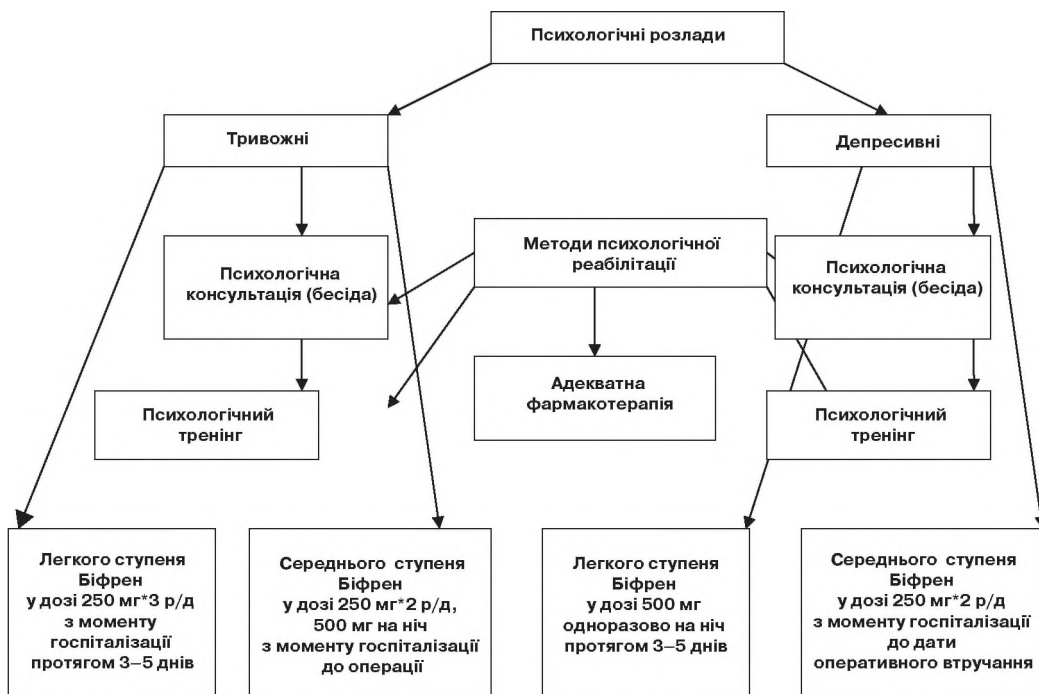 Психологічні розлади
Тривожні
Депресивні
Психологічна
консультація (бесіда)
Методи психологічної
реабілітації
Психологічна
консультація (бесіда)
Психологічний
тренінг
Адекватна
фармакотерапія
Психологічний
тренінг
Легкого ступеня
Біфрен
у дозі 250 мг*3 р/д
з моменту
госпіталізації
протягом 3–5 днів
Середнього ступеня
Біфрен
у дозі 250 мг*2 р/д,
500 мг на ніч
з моменту госпіталізації
до операції
Легкого ступеня
Біфрен
у дозі 500 мг
одноразово на ніч
протягом 3–5 днів
Середнього ступеня
Біфрен
у дозі 250 мг*2 р/д
з моменту госпіталізації
до дати
оперативного втручання